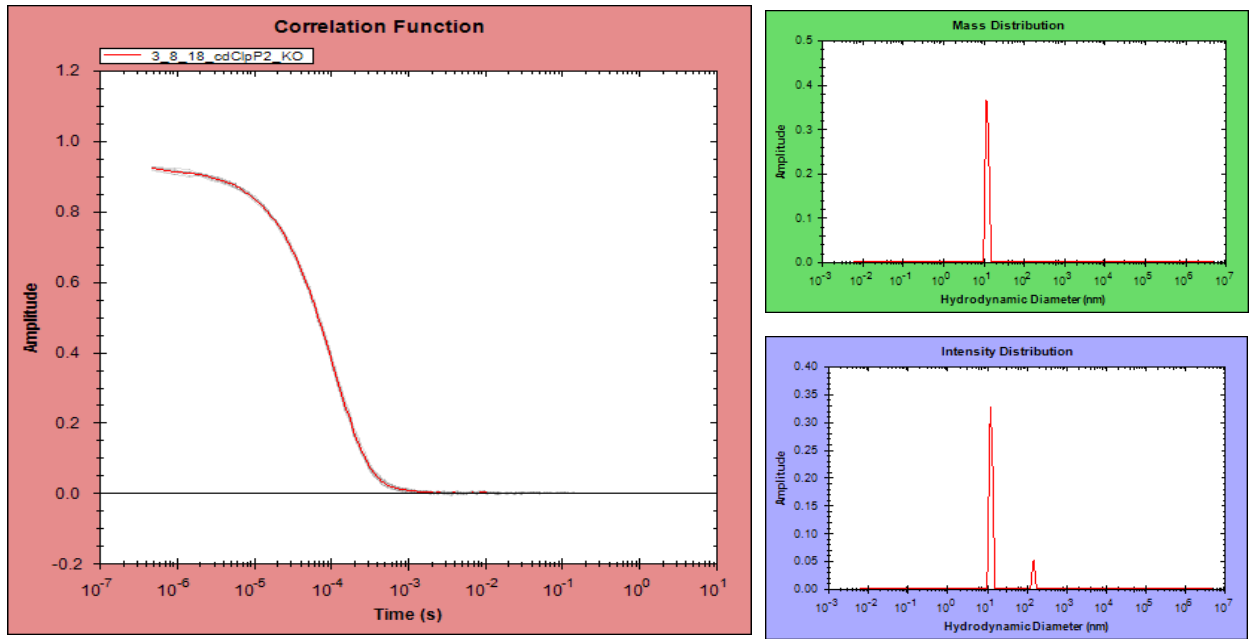 Correlation Function
3_8_18_cdClpP2_KO
1.2
1.0
0.8
0.6
0.4
0.2
0.0
-0.2
Amplitude
10-7 10-6 10-5 10-4 10-3 10-2 10-1 100 101
Time (s)
Mass Distribution
0.5
0.4
0.3
0.2
0.1
0.0
Amplitude
10-3 10-2 10-1 100 101 102 103 104 105 106 107
Hydrodynamic Diameter (nm)
Intensity Distribution
0.40
0.35
0.30
0.25
0.20
0.15
0.10
0.05
0.00
Amplitude
10-3 10-2 10-1 100 101 102 103 104 105 106 107
Hydrodynamic Diameter (nm)